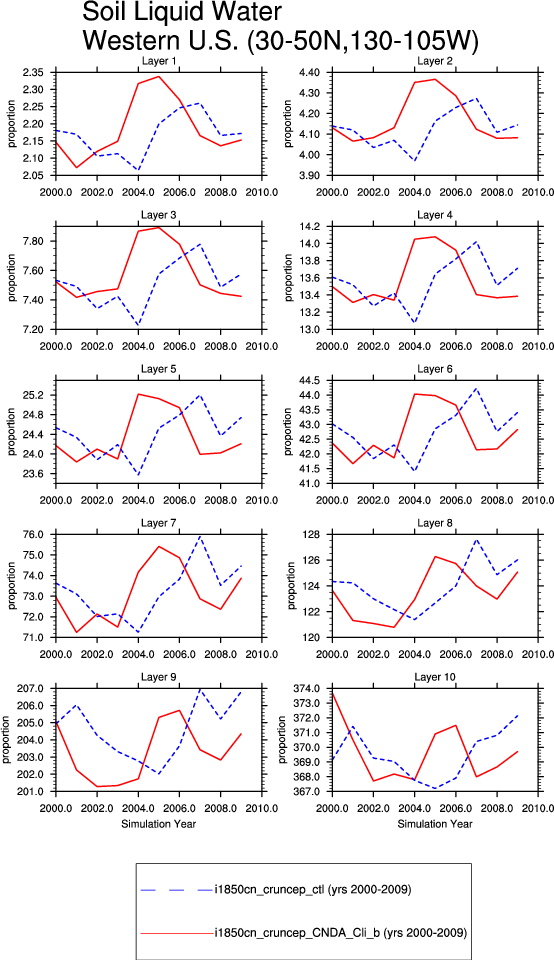 Soil Liquid Water
Western U.S. (30-50N,130-105W)
Layer 1
proportion
2.35
2.30
2.25
2.20
2.15
2.10
2.05
2000.0 2002.0 2004.0 2006.0 2008.0 2010.0
Layer 2
4.40
4.30
4.20
4.10
4.00
3.90
2000.0 2002.0 2004.0 2006.0 2008.0 2010.0
Layer 3
proportion
7.80
7.60
7.40
7.20
2000.0 2002.0 2004.0 2006.0 2008.0 2010.0
Layer 4
14.2
14.0
13.8
13.6
13.4
13.2
13.0
2000.0 2002.0 2004.0 2006.0 2008.0 2010.0
Layer 5
proportion
25.2
24.8
24.4
24.0
23.6
2000.0 2002.0 2004.0 2006.0 2008.0 2010.0
Layer 6
44.5
44.0
43.5
43.0
42.5
42.0
41.5
41.0
2000.0 2002.0 2004.0 2006.0 2008.0 2010.0
Layer 7
proportion
76.0
75.0
74.0
73.0
72.0
71.0
2000.0 2002.0 2004.0 2006.0 2008.0 2010.0
Layer 8
128
126
124
122
120
2000.0 2002.0 2004.0 2006.0 2008.0 2010.0
Layer 9
proportion
207.0
206.0
205.0
204.0
203.0
202.0
201.0
2000.0 2002.0 2004.0 2006.0 2008.0 2010.0
Simulation Year
Layer 10
374.0
373.0
372.0
371.0
370.0
369.0
368.0
367.0
2000.0 2002.0 2004.0 2006.0 2008.0 2010.0
Simulation Year
i1850cn_cruncep_ctl (yrs 2000-2009)
i1850cn_cruncep_CNDA_Cli_b (yrs 2000-2009)